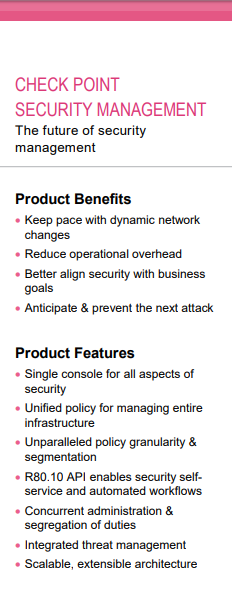 CHECK POINT
SECURITY MANAGEMENT
The future of security
management
Product Benefits
• Keep pace with dynamic network
changes
• Reduce operational overhead
• Better align security with business
goals
• Anticipate & prevent the next attack
Product Features
• Single console for all aspects of
security
• Unified policy for managing entire
infrastructure
• Unparalleled policy granularity &
segmentation
• R80.10 API enables security self-
service and automated workflows
• Concurrent administration &
segregation of duties
• Integrated threat management
• Scalable, extensible architecture